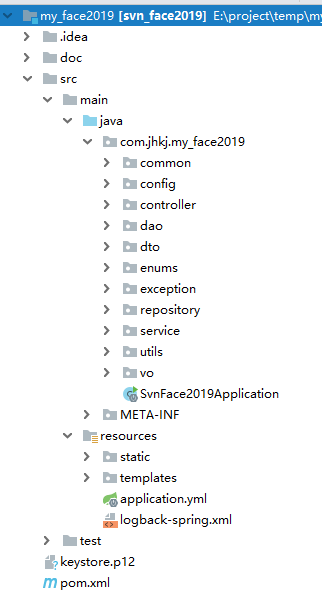 my_face2019 [svn_face2019] E:\project\temp\my
.idea
doc
src
main
java
com.jhkj.my_face2019
common
config
controller
dao
dto
enums
exception
repository
service
utils
vo
SvnFace2019Application
META-INF
resources
static
templates
application.yml
logback-spring.xml
test
keystore.p12
pom.xml